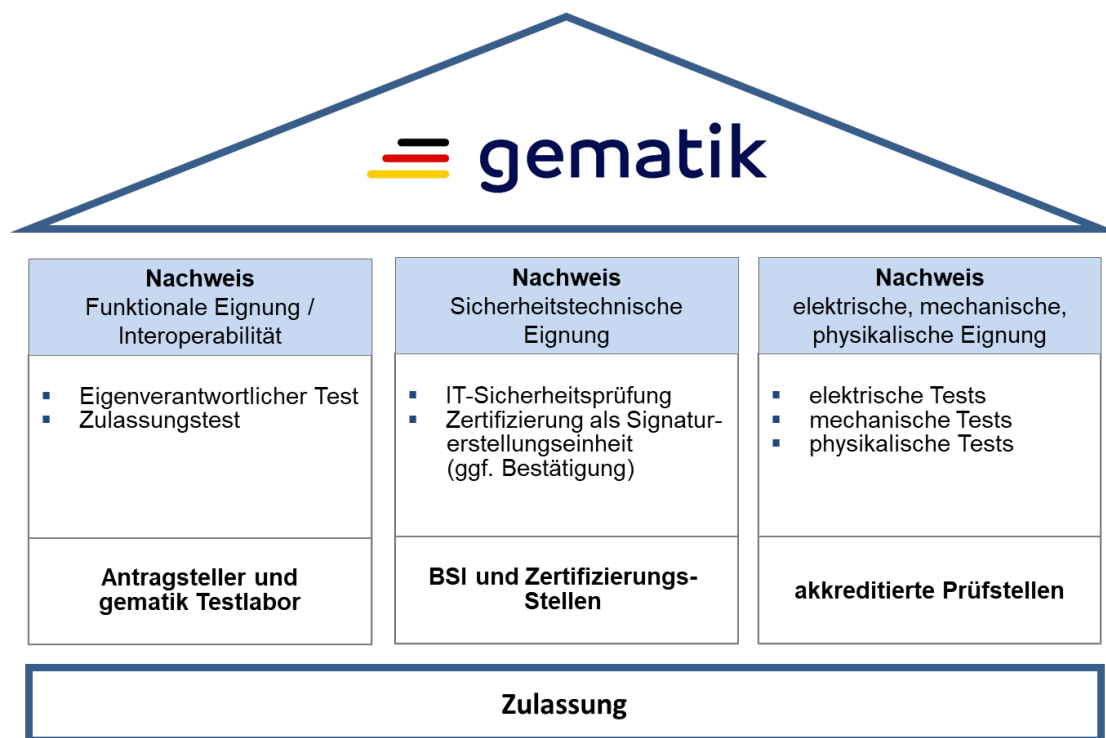 gematik
Nachweis
Funktionale Eignung /
Interoperabilität
▪ Eigenverantwortlicher Test
▪ Zulassungstest
Antragsteller und
gematik Testlabor
Nachweis
Sicherheitstechnische
Eignung
▪ IT-Sicherheitsprüfung
▪ Zertifizierung als Signatur-
erstellungseinheit
(ggf. Bestätigung)
BSI und Zertifizierungs-
Stellen
Nachweis
elektrische, mechanische,
physikalische Eignung
▪ elektrische Tests
▪ mechanische Tests
▪ physikalische Tests
akkreditierte Prüfstellen
Zulassung